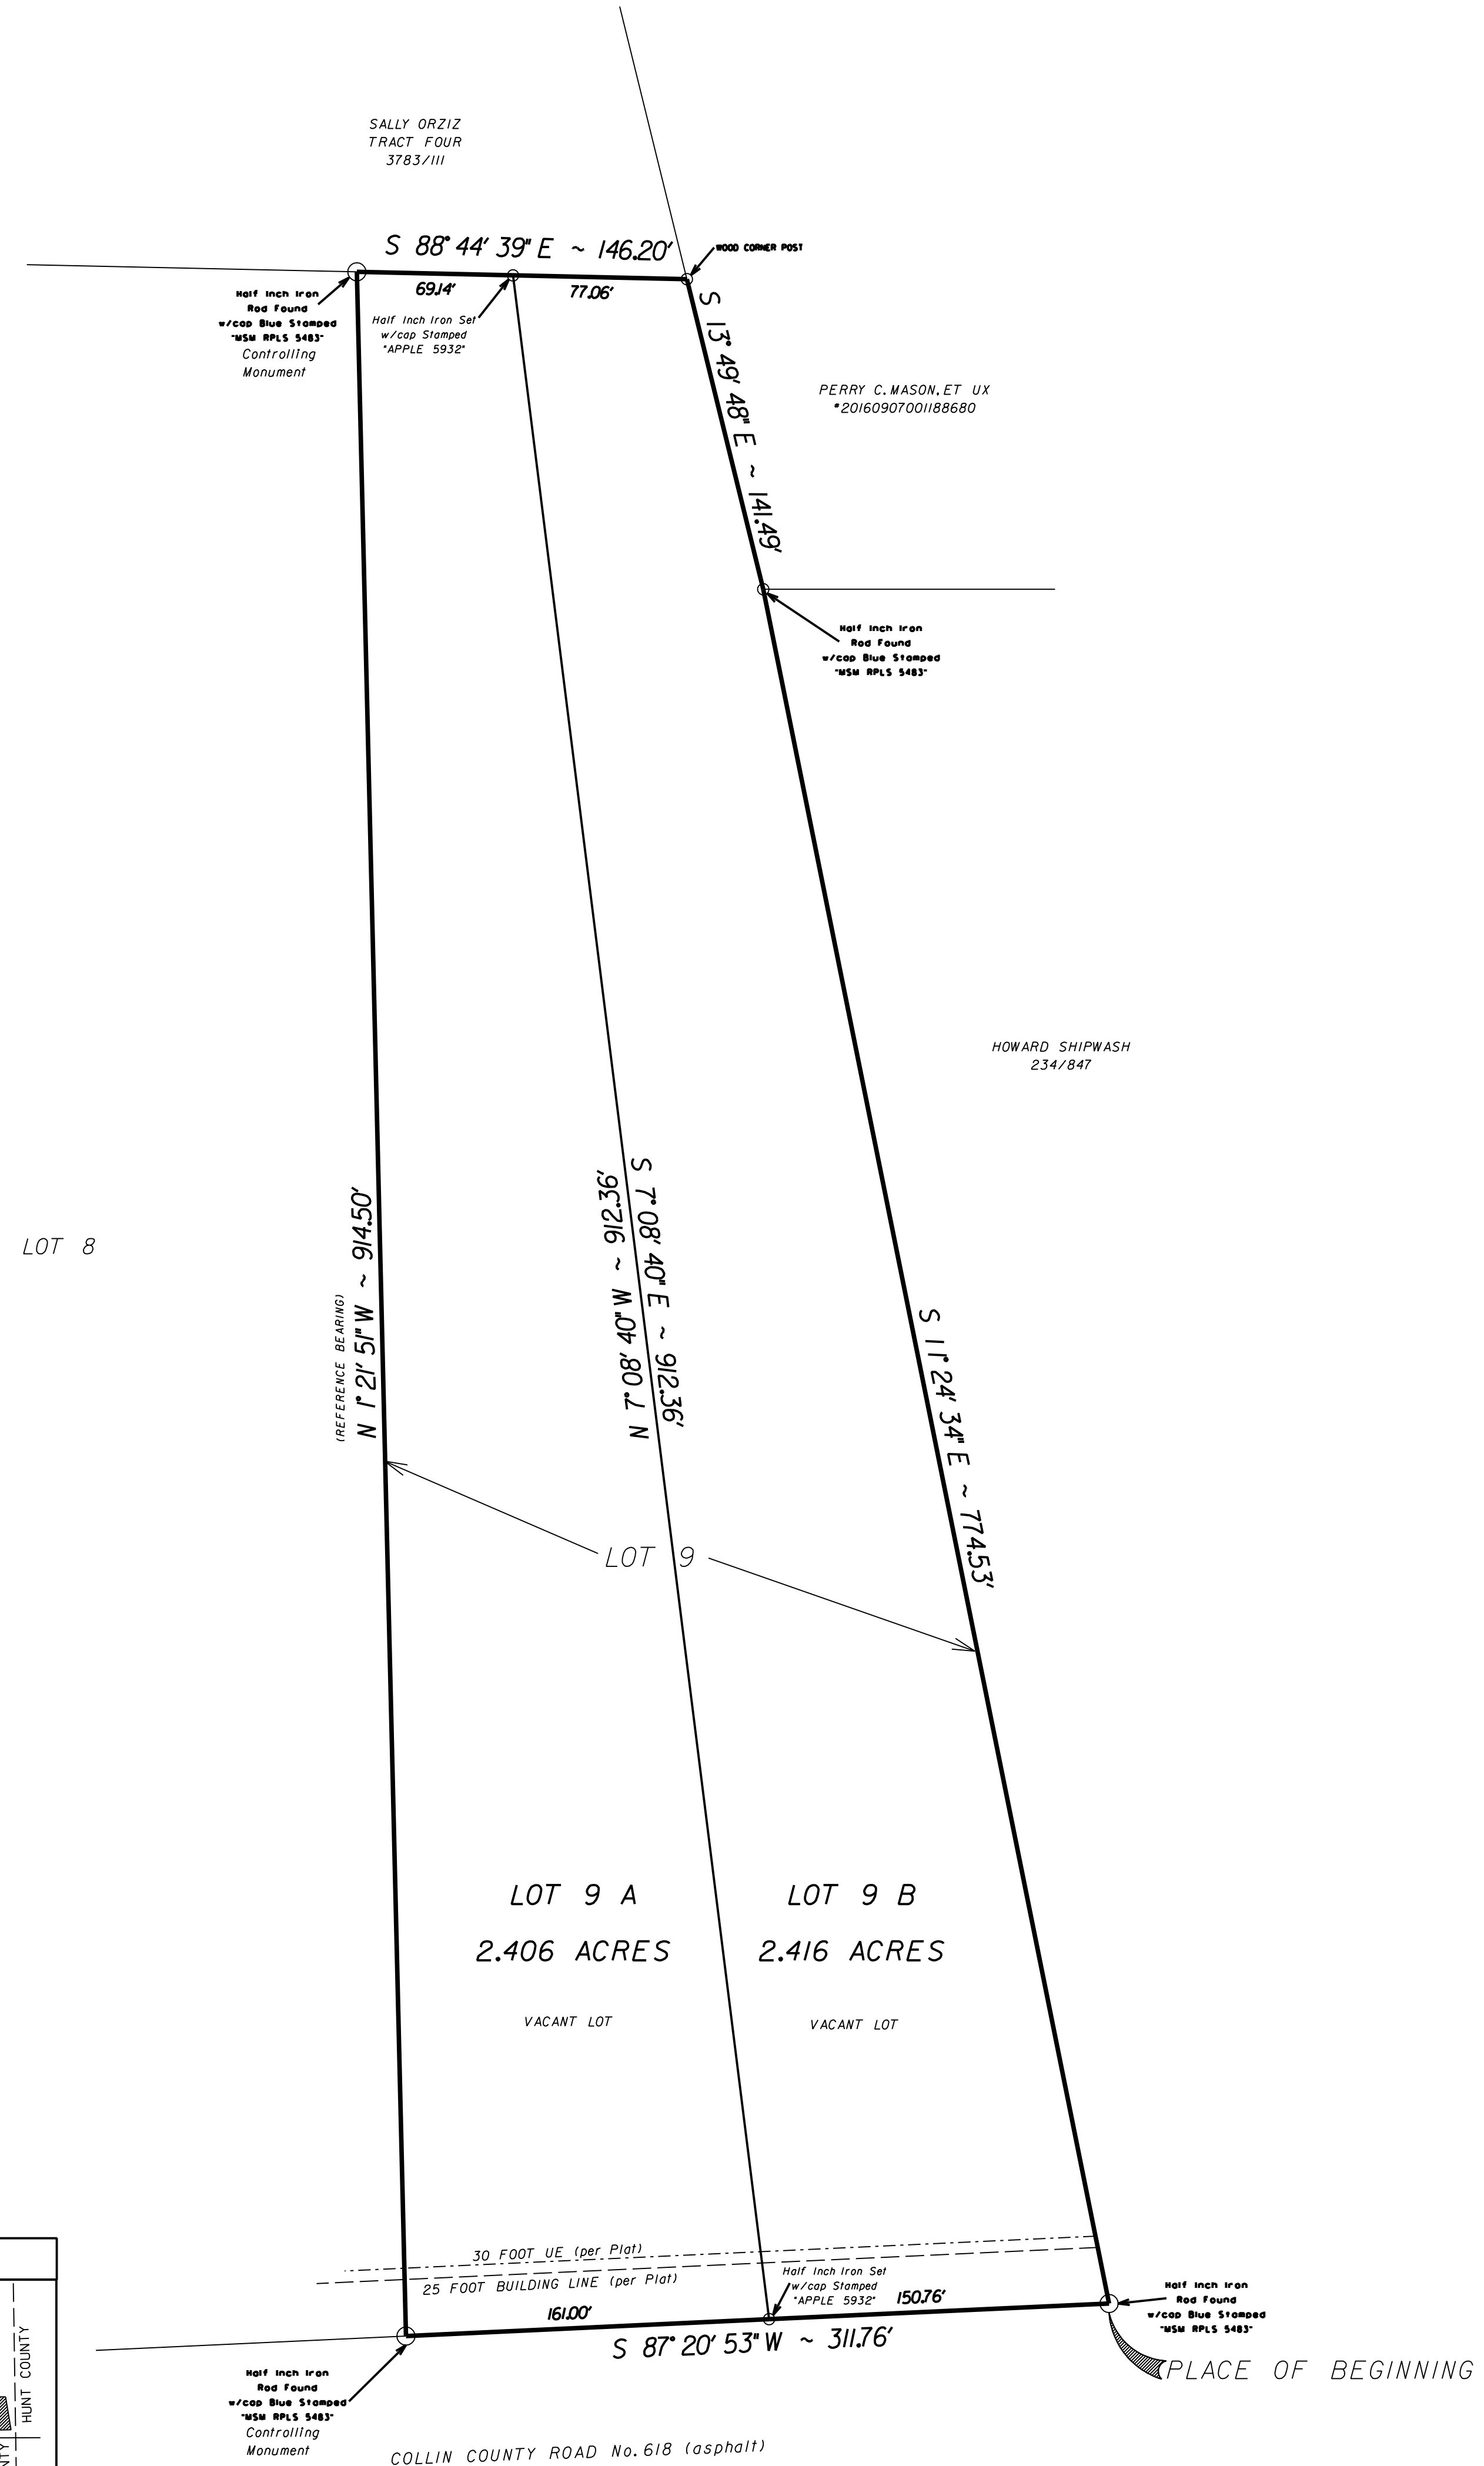 SALLY ORZIZ
TRACT FOUR
3783/111
S 88° 44' 39" E ~ 146.20'
WOOD CORNER POST
69.14'
77.06'
Half Inch Iron
Rod Found
w/cap Blue Stamped
"MSM RPLS 5483"
Controlling
Monument
Half Inch Iron Set
w/cap Stamped
"APPLE 5932"
S 13° 49' 48" E ~ 141.49'
PERRY C. MASON, ET UX
#20160907001188680
Half Inch Iron
Rod Found
w/cap Blue Stamped
"MSM RPLS 5483"
HOWARD SHIPWASH
234/847
LOT 8
(REFERENCE BEARING)
N 1° 21' 51" W ~ 914.50'
N 7° 08' 40" W ~ 912.36'
S 7° 08' 40" E ~ 912.36'
S 11° 24' 34" E ~ 774.53'
LOT 9
LOT 9 A
2.406 ACRES
VACANT LOT
LOT 9 B
2.416 ACRES
VACANT LOT
30 FOOT UE (per Plat)
25 FOOT BUILDING LINE (per Plat)
161.00'
Half Inch Iron Set
w/cap Stamped
"APPLE 5932"
150.76'
S 87° 20' 53" W ~ 311.76'
Half Inch Iron
Rod Found
w/cap Blue Stamped
"MSM RPLS 5483"
PLACE OF BEGINNING
Half Inch Iron
Rod Found
w/cap Blue Stamped
"MSM RPLS 5483"
Controlling
Monument
COLLIN COUNTY ROAD No. 618 (asphalt)
HUNT COUNTY
NTY